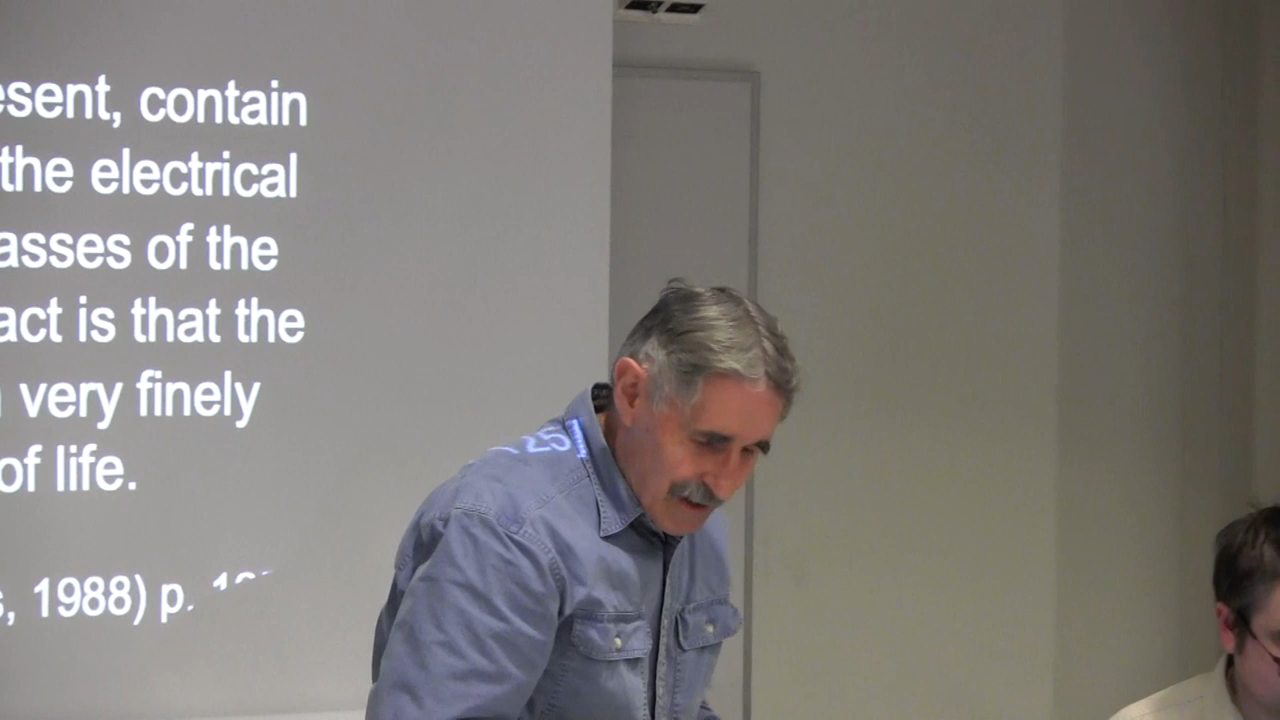 esent, contain
the electrical
asses of the
act is that the
very finely
of life.
s, 1988) p.